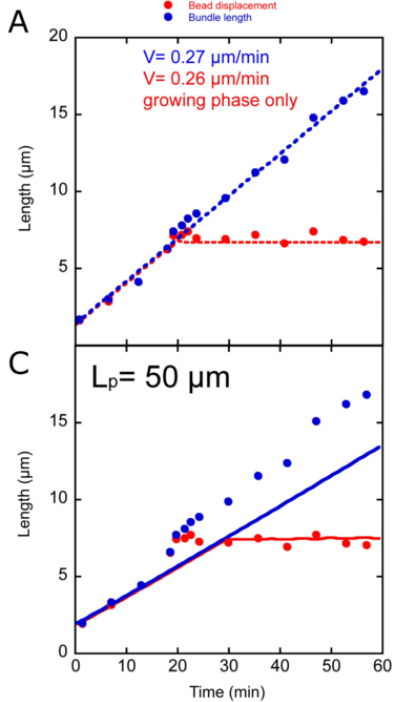 Bead displacement
Bundle length
A
V= 0.27 µm/min
V= 0.26 µm/min
growing phase only
20
15
10
5
Length (µm)
C
Lp= 50 µm
15
10
5
0
Length (µm)
0 10 20 30 40 50 60
Time (min)